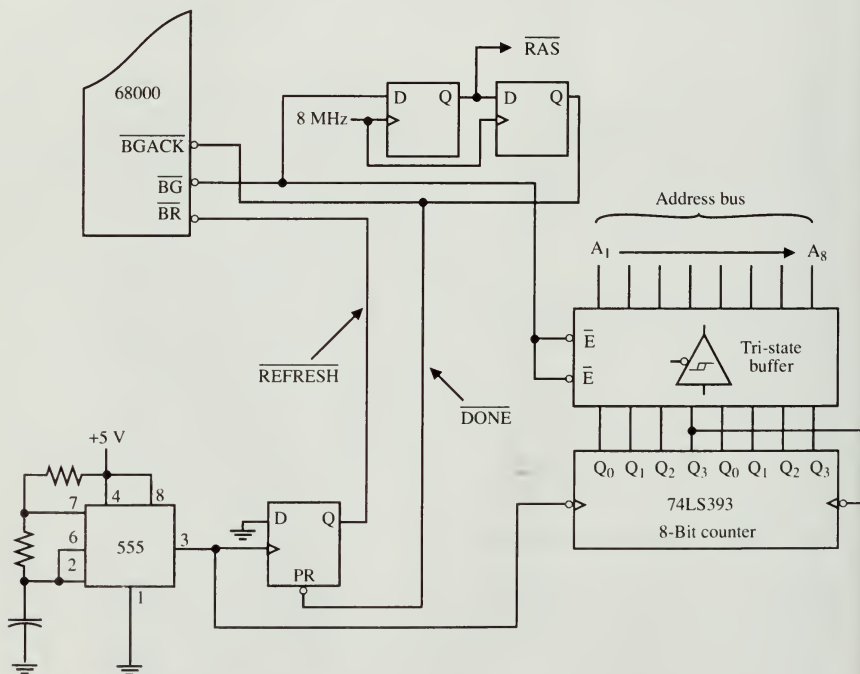 68000
BGACK
BG
BR
8 MHz
D Q
D Q
RAS
Address bus
A1 A8
E
E
Tri-state
buffer
REFRESH
DONE
Q0 Q1 Q2 Q3 Q0 Q1 Q2 Q3
74LS393
8-Bit counter
+5 V
7
4
8
6
2
555
3
1
D Q
PR